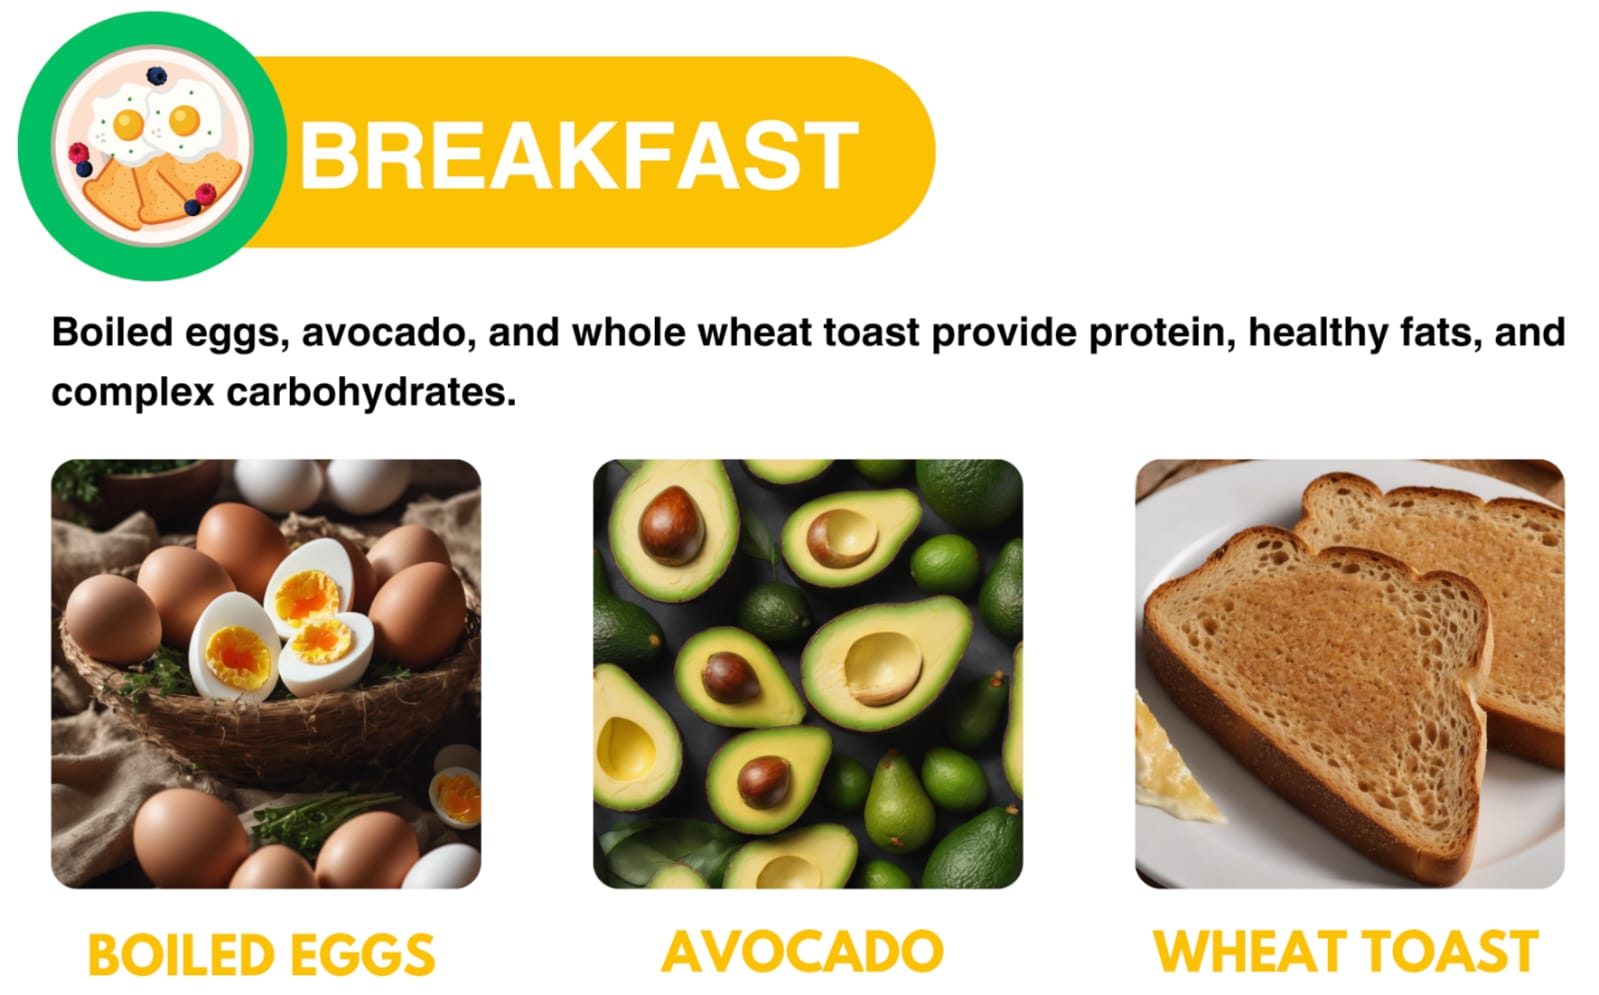 BREAKFAST
Boiled eggs, avocado, and whole wheat toast provide protein, healthy fats, and
complex carbohydrates.
BOILED EGGS
AVOCADO
WHEAT TOAST